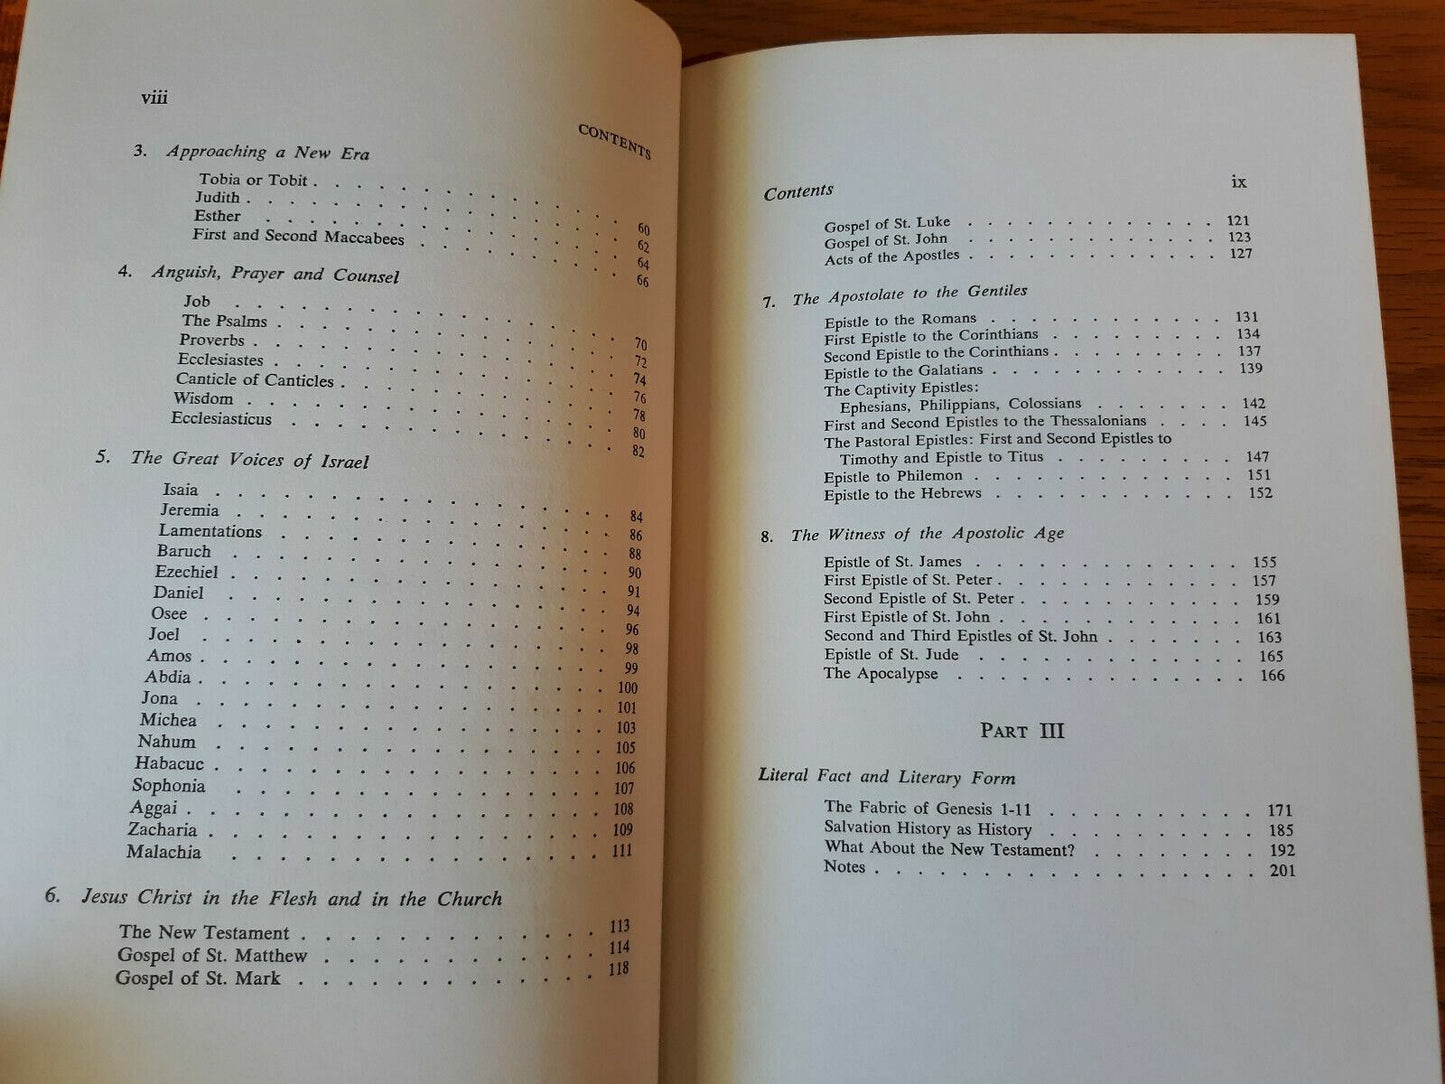 viii
CONTENTS
3. Approaching a New Era
Tobia or Tobit . . . . . . . . . . . . . . 60
Judith . . . . . . . . . . . . . . . . . 62
Esther . . . . . . . . . . . . . . . . . 64
First and Second Maccabees . . . . . . . . . 66
4. Anguish, Prayer and Counsel
Job . . . . . . . . . . . . . . . . . . 70
The Psalms . . . . . . . . . . . . . . . 72
Proverbs . . . . . . . . . . . . . . . . 74
Ecclesiastes . . . . . . . . . . . . . . . 76
Canticle of Canticles . . . . . . . . . . . . 78
Wisdom . . . . . . . . . . . . . . . . 80
Ecclesiasticus . . . . . . . . . . . . . . 82
5. The Great Voices of Israel
Isaia . . . . . . . . . . . . . . . . . . 84
Jeremia . . . . . . . . . . . . . . . . . 86
Lamentations . . . . . . . . . . . . . . . 88
Baruch . . . . . . . . . . . . . . . . . 90
Ezechiel . . . . . . . . . . . . . . . . . 91
Daniel . . . . . . . . . . . . . . . . . 94
Osee . . . . . . . . . . . . . . . . . . 96
Joel . . . . . . . . . . . . . . . . . . 98
Amos . . . . . . . . . . . . . . . . . . 99
Abdia . . . . . . . . . . . . . . . . . . 100
Jona . . . . . . . . . . . . . . . . . . 101
Michea . . . . . . . . . . . . . . . . . 103
Nahum . . . . . . . . . . . . . . . . . 105
Habacuc . . . . . . . . . . . . . . . . . 106
Sophonia . . . . . . . . . . . . . . . . 107
Aggai . . . . . . . . . . . . . . . . . . 108
Zacharia . . . . . . . . . . . . . . . . . 109
Malachia . . . . . . . . . . . . . . . . 111
6. Jesus Christ in the Flesh and in the Church
The New Testament . . . . . . . . . . . . . 113
Gospel of St. Matthew . . . . . . . . . . . . 114
Gospel of St. Mark . . . . . . . . . . . . . 118
Contents
ix
Gospel of St. Luke . . . . . . . . . . . . 121
Gospel of St. John . . . . . . . . . . . . 123
Acts of the Apostles . . . . . . . . . . . . 127
7. The Apostolate to the Gentiles
Epistle to the Romans . . . . . . . . . . . 131
First Epistle to the Corinthians . . . . . . . . 134
Second Epistle to the Corinthians . . . . . . . . 137
Epistle to the Galatians . . . . . . . . . . . 139
The Captivity Epistles:
Ephesians, Philippians, Colossians . . . . . . . 142
First and Second Epistles to the Thessalonians . . . . 145
The Pastoral Epistles: First and Second Epistles to
Timothy and Epistle to Titus . . . . . . . . . 147
Epistle to Philemon . . . . . . . . . . . . 151
Epistle to the Hebrews . . . . . . . . . . . 152
8. The Witness of the Apostolic Age
Epistle of St. James . . . . . . . . . . . . 155
First Epistle of St. Peter . . . . . . . . . . . 157
Second Epistle of St. Peter . . . . . . . . . . 159
First Epistle of St. John . . . . . . . . . . . 161
Second and Third Epistles of St. John . . . . . . . 163
Epistle of St. Jude . . . . . . . . . . . . 165
The Apocalypse . . . . . . . . . . . . . 166
PART III
Literal Fact and Literary Form
The Fabric of Genesis 1-11 . . . . . . . . . . 171
Salvation History as History . . . . . . . . . . 185
What About the New Testament? . . . . . . . . 192
Notes . . . . . . . . . . . . . . . . . 201